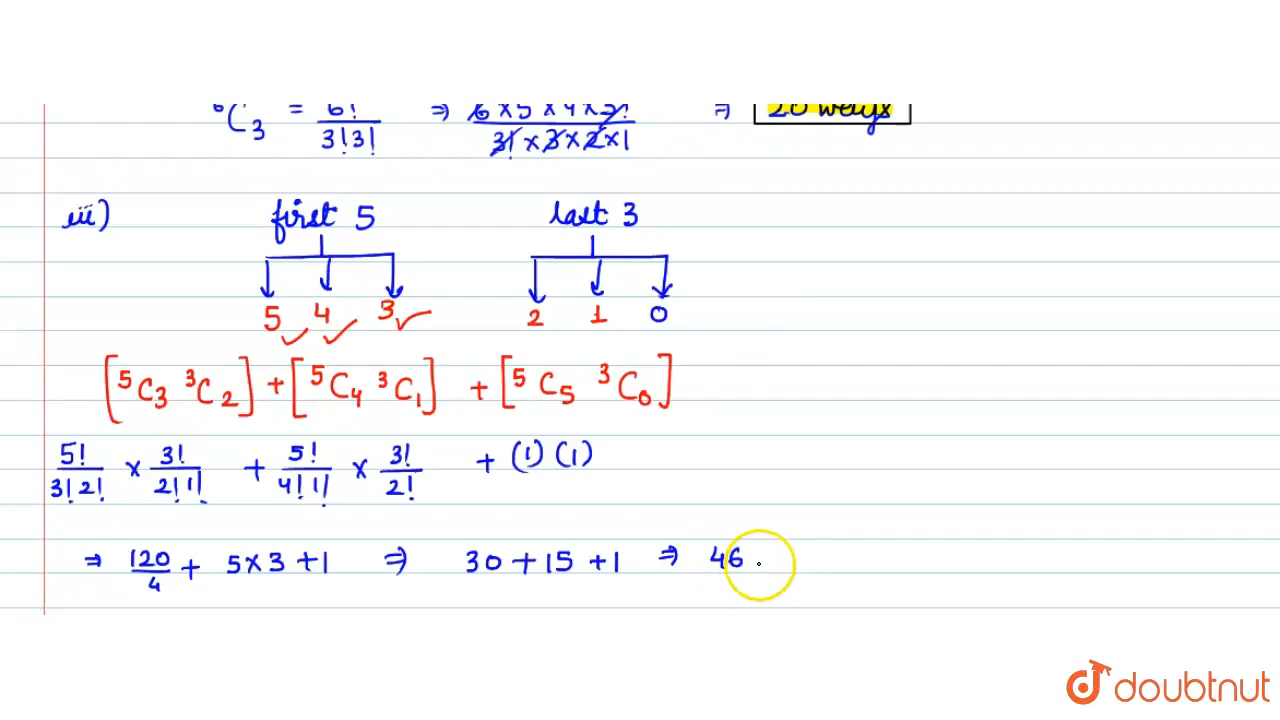 ⁶C₃ = 6!/3!3! ⇒ 6×5×4×3!/3!×3×2×1 ⇒ 20 ways
iii) first 5 last 3
5 4 3 2 1 0
[⁵C₃ ³C₂] + [⁵C₄ ³C₁] + [⁵C₅ ³C₀]
5!/3!2! × 3!/2!1! + 5!/4!1! × 3!/2! + (1)(1)
⇒ 120/4 + 5×3+1 ⇒ 30+15+1 ⇒ 46.
doubtnut